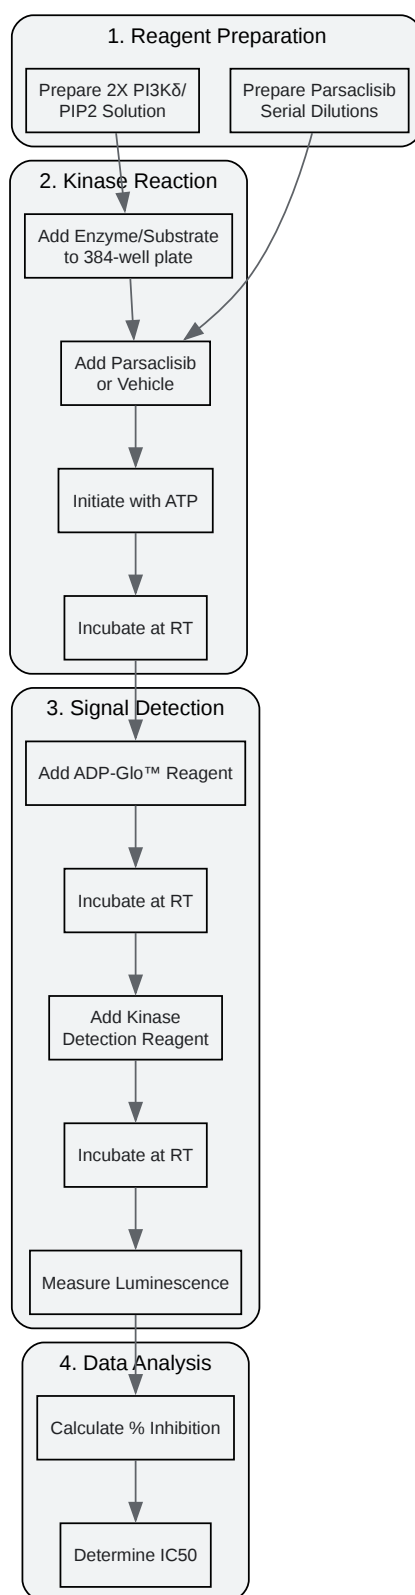 1. Reagent Preparation
Prepare 2X PI3Kδ/
PIP2 Solution
Prepare Parsaclisib
Serial Dilutions
2. Kinase Reaction
Add Enzyme/Substrate
to 384-well plate
Add Parsaclisib
or Vehicle
Initiate with ATP
Incubate at RT
3. Signal Detection
Add ADP-Glo™ Reagent
Incubate at RT
Add Kinase
Detection Reagent
Incubate at RT
Measure Luminescence
4. Data Analysis
Calculate % Inhibition
Determine IC50